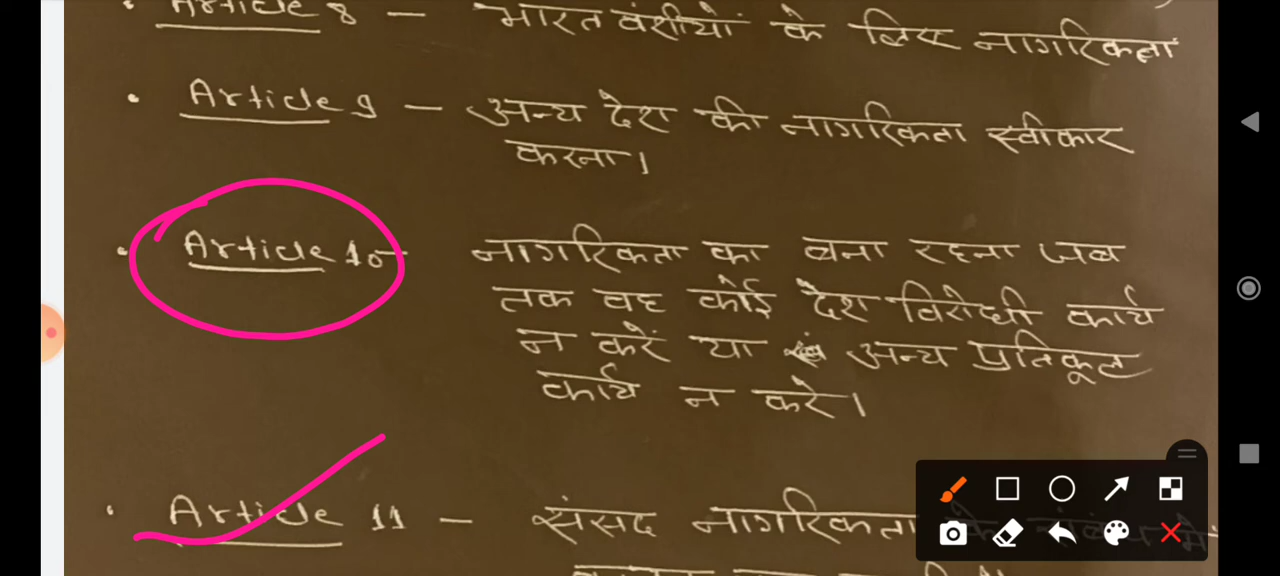 Article 8 — भारतवंशीयों के लिए नागरिकता
Article 9 — अन्य देश की नागरिकता स्वीकार
करना।
Article 10 नागरिकता का बना रहना जब
तक वह कोई देश विरोधी कार्य
न करें या अन्य प्रतिकूल
कार्य न करे।
Article 11 — संसद नागरिकता के संबंध में